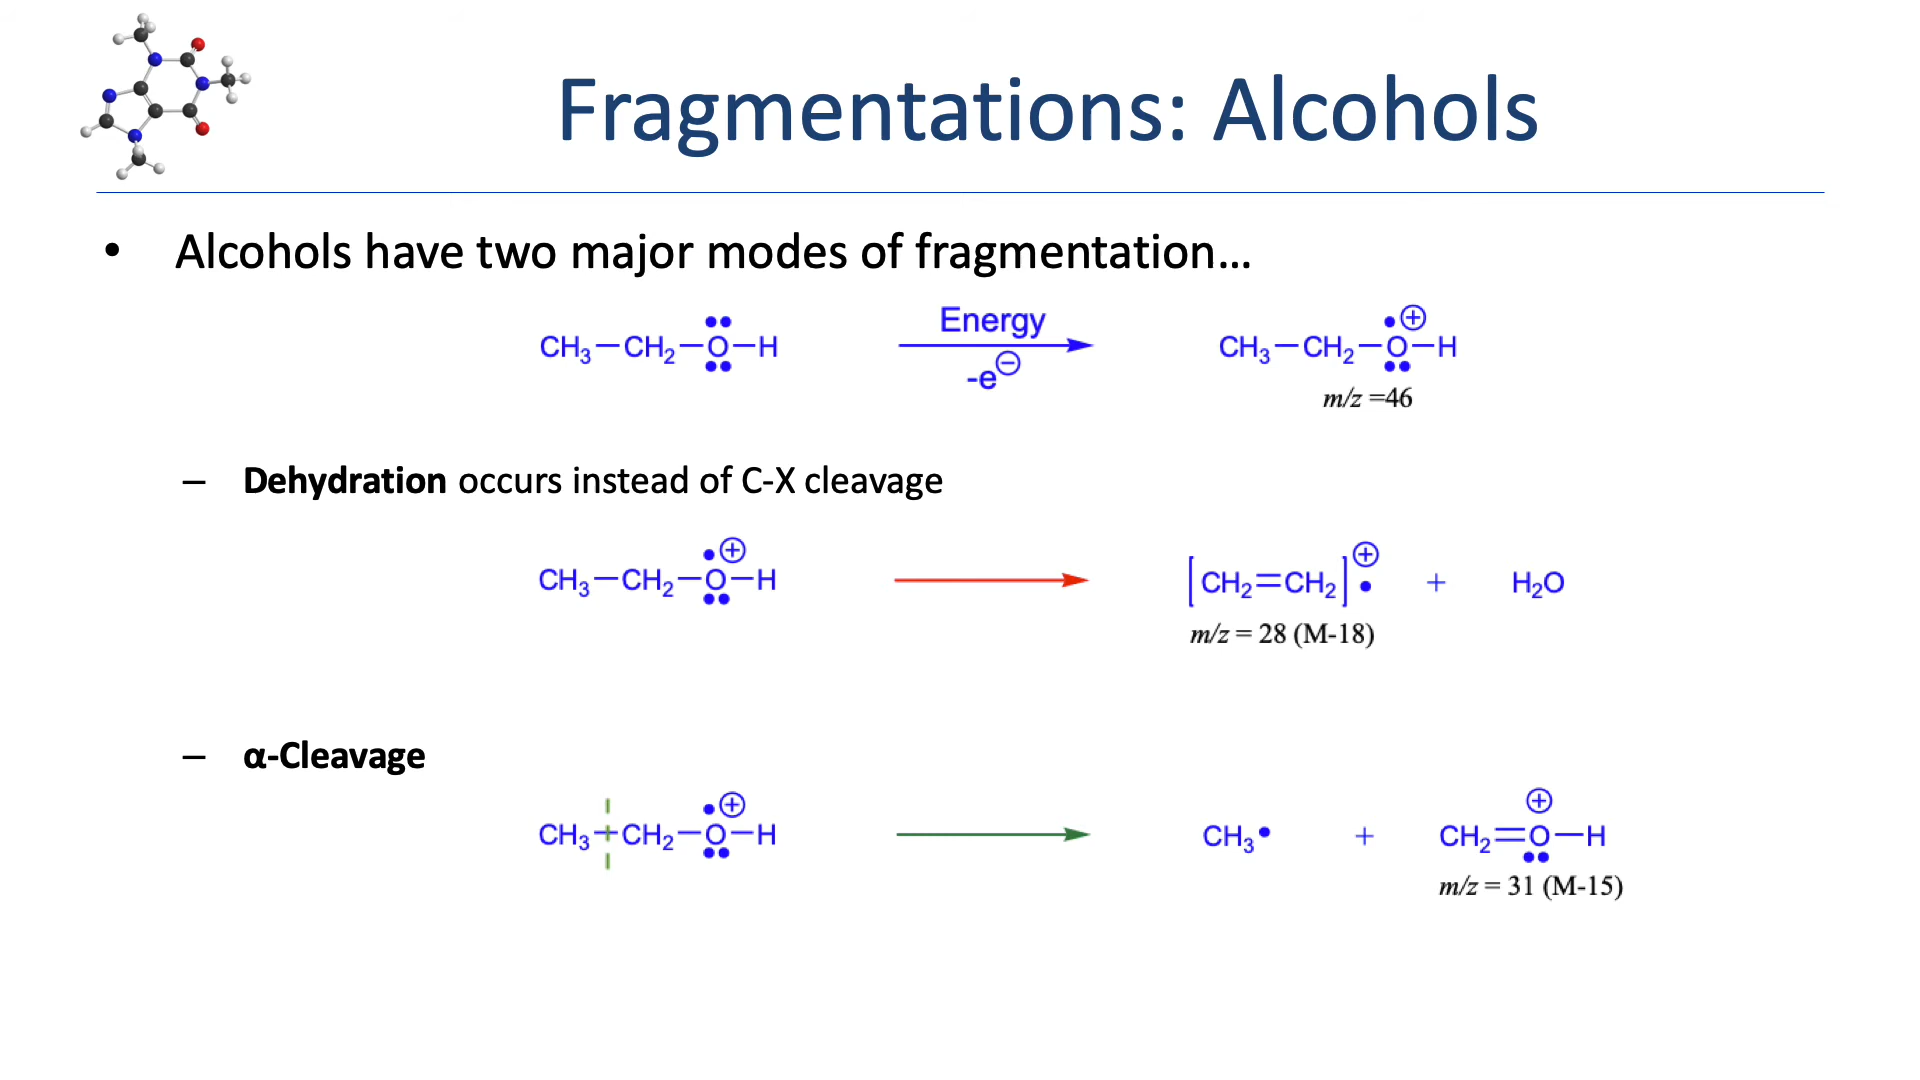 Fragmentations: Alcohols
• Alcohols have two major modes of fragmentation...
CH₃—CH₂—O—H Energy -e⊖ CH₃—CH₂—O—H ⊕
m/z =46
– Dehydration occurs instead of C-X cleavage
CH₃—CH₂—O—H ⊕ [CH₂=CH₂] ⊕ • + H₂O
m/z = 28 (M-18)
– α-Cleavage
CH₃—CH₂—O—H ⊕ CH₃• + CH₂=O—H ⊕
m/z = 31 (M-15)